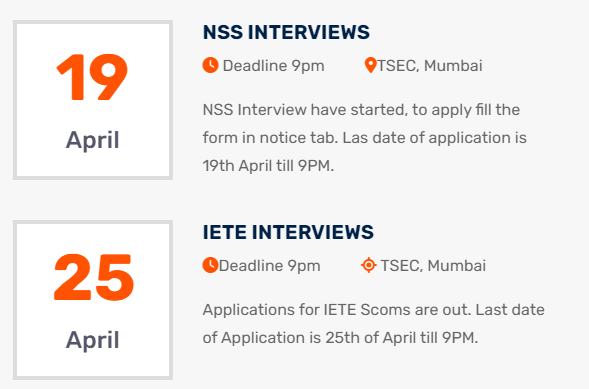 19
April
NSS INTERVIEWS
Deadline 9pm TSEC, Mumbai
NSS Interview have started, to apply fill the
form in notice tab. Las date of application is
19th April till 9PM.
25
April
IETE INTERVIEWS
Deadline 9pm TSEC, Mumbai
Applications for IETE Scoms are out. Last date
of Application is 25th of April till 9PM.